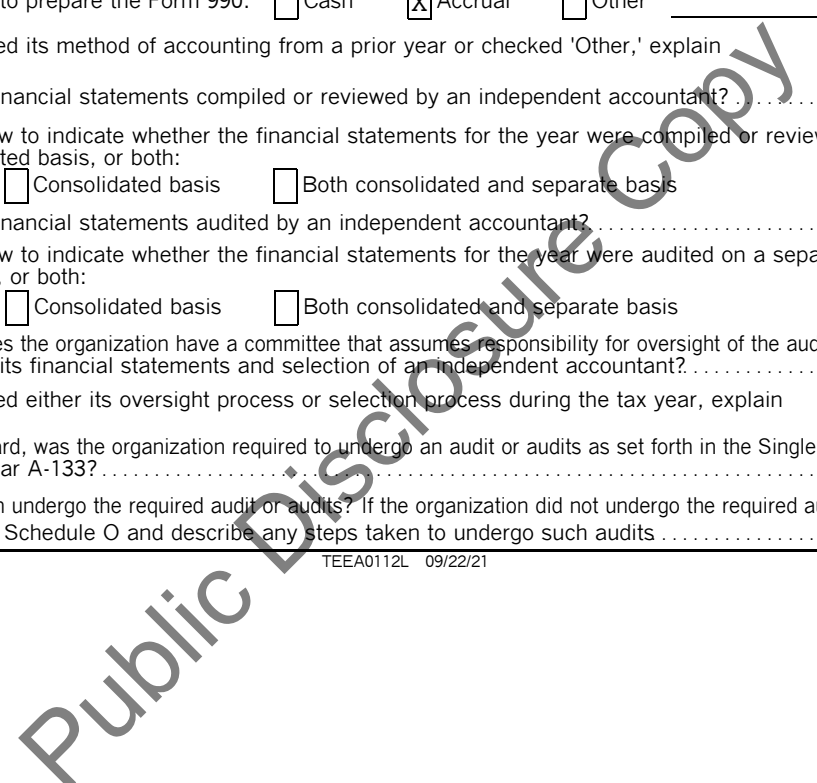 to prepare the Form 990: Cash X Accrual Other
ed its method of accounting from a prior year or checked 'Other,' explain
nancial statements compiled or reviewed by an independent accountant? . . . . . . . .
w to indicate whether the financial statements for the year were compiled or review
ted basis, or both:
Consolidated basis Both consolidated and separate basis
nancial statements audited by an independent accountant? . . . . . . . . . . . . . . . . . . . . .
w to indicate whether the financial statements for the year were audited on a sepa
, or both:
Consolidated basis Both consolidated and separate basis
es the organization have a committee that assumes responsibility for oversight of the aud
its financial statements and selection of an independent accountant? . . . . . . . . . . . . .
ed either its oversight process or selection process during the tax year, explain
ard, was the organization required to undergo an audit or audits as set forth in the Single
ar A-133? . . . . . . . . . . . . . . . . . . . . . . . . . . . . . . . . . . . . . . . . . . . . . . . . . . . . . . . . . . . . . . . . . . . . . .
n undergo the required audit or audits? If the organization did not undergo the required au
Schedule O and describe any steps taken to undergo such audits . . . . . . . . . . . . . . . .
TEEA0112L 09/22/21
Public Disclosure Copy